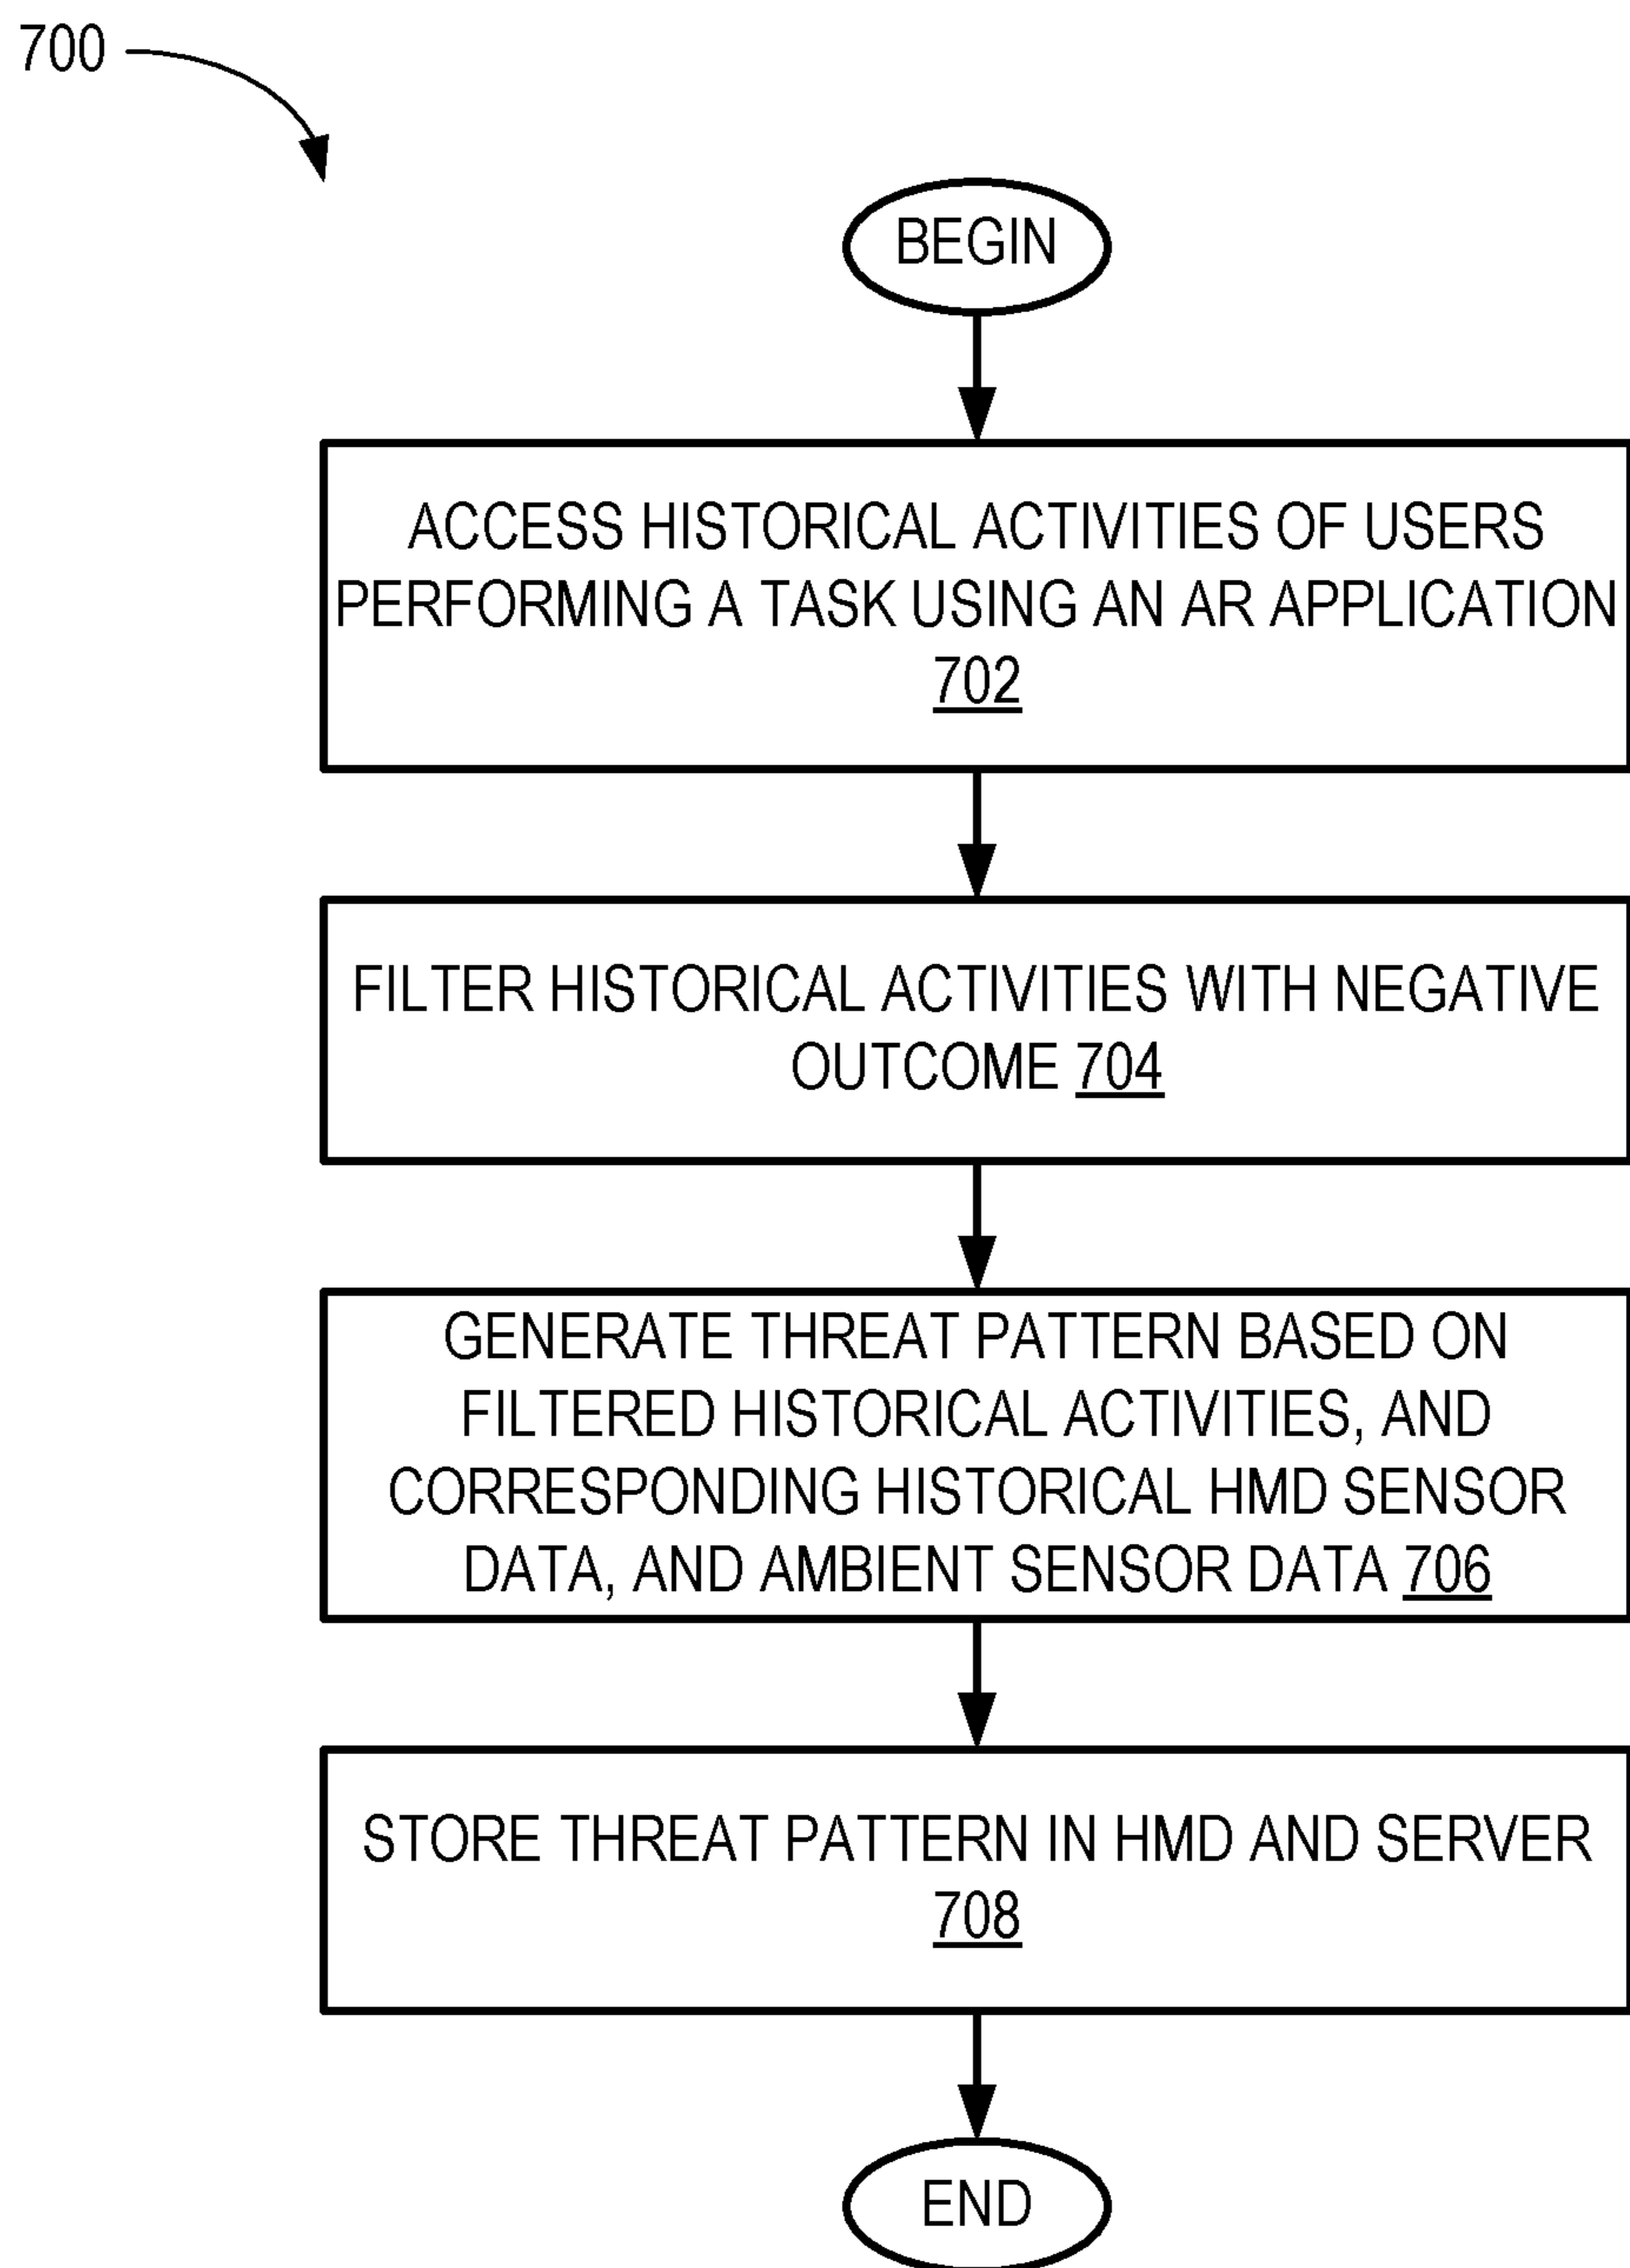 700
BEGIN
ACCESS HISTORICAL ACTIVITIES OF USERS
PERFORMING A TASK USING AN AR APPLICATION
702
FILTER HISTORICAL ACTIVITIES WITH NEGATIVE
OUTCOME 704
GENERATE THREAT PATTERN BASED ON
FILTERED HISTORICAL ACTIVITIES, AND
CORRESPONDING HISTORICAL HMD SENSOR
DATA, AND AMBIENT SENSOR DATA 706
STORE THREAT PATTERN IN HMD AND SERVER
708
END